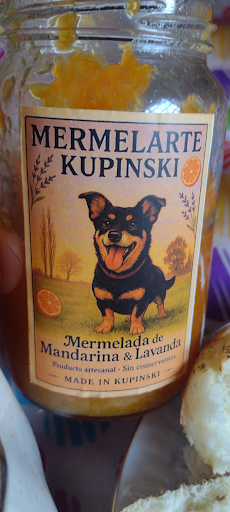 MERMELARTE
KUPINSKI
Mermelada de
Mandarina & Lavanda
Producto artesanal - Sin conservantes
MADE IN KUPINSKI